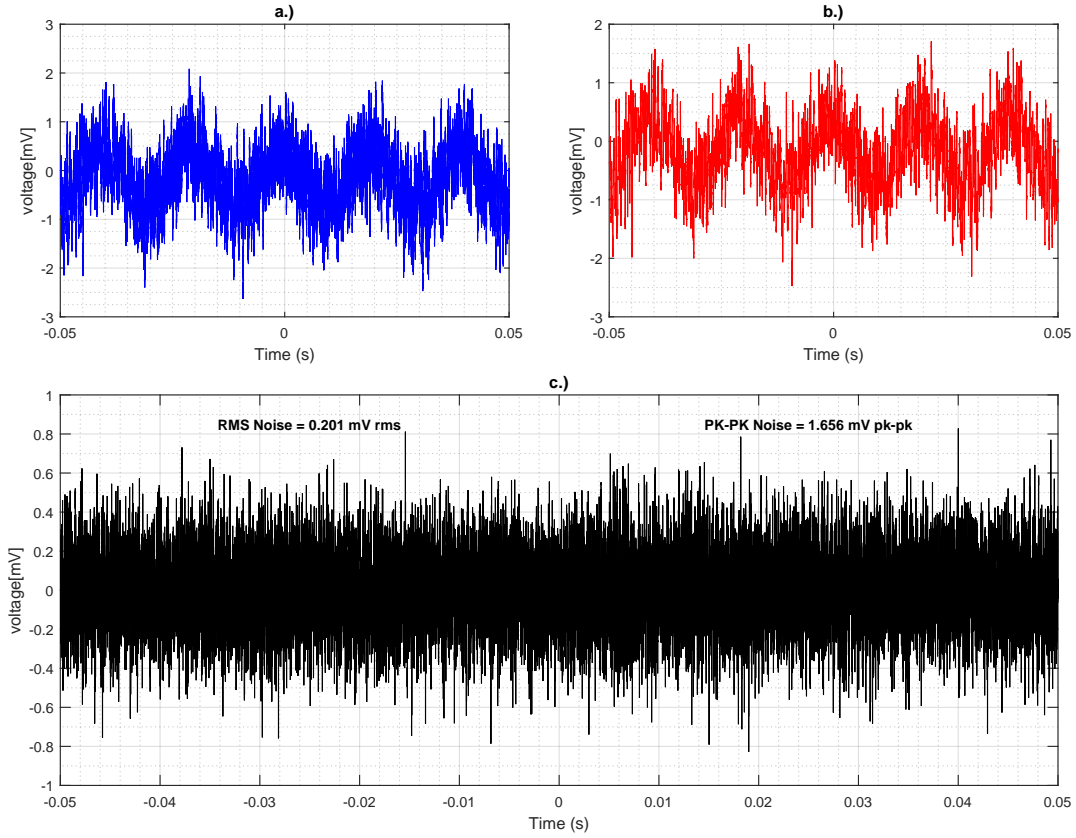 a.)
3
2
1
0
-1
-2
-3
voltage[mV]
-0.05 0 0.05
Time (s)
b.)
2
1
0
-1
-2
-3
voltage[mV]
-0.05 0 0.05
Time (s)
c.)
1
0.8
0.6
0.4
0.2
0
-0.2
-0.4
-0.6
-0.8
-1
voltage[mV]
RMS Noise = 0.201 mV rms
PK-PK Noise = 1.656 mV pk-pk
-0.05 -0.04 -0.03 -0.02 -0.01 0 0.01 0.02 0.03 0.04 0.05
Time (s)